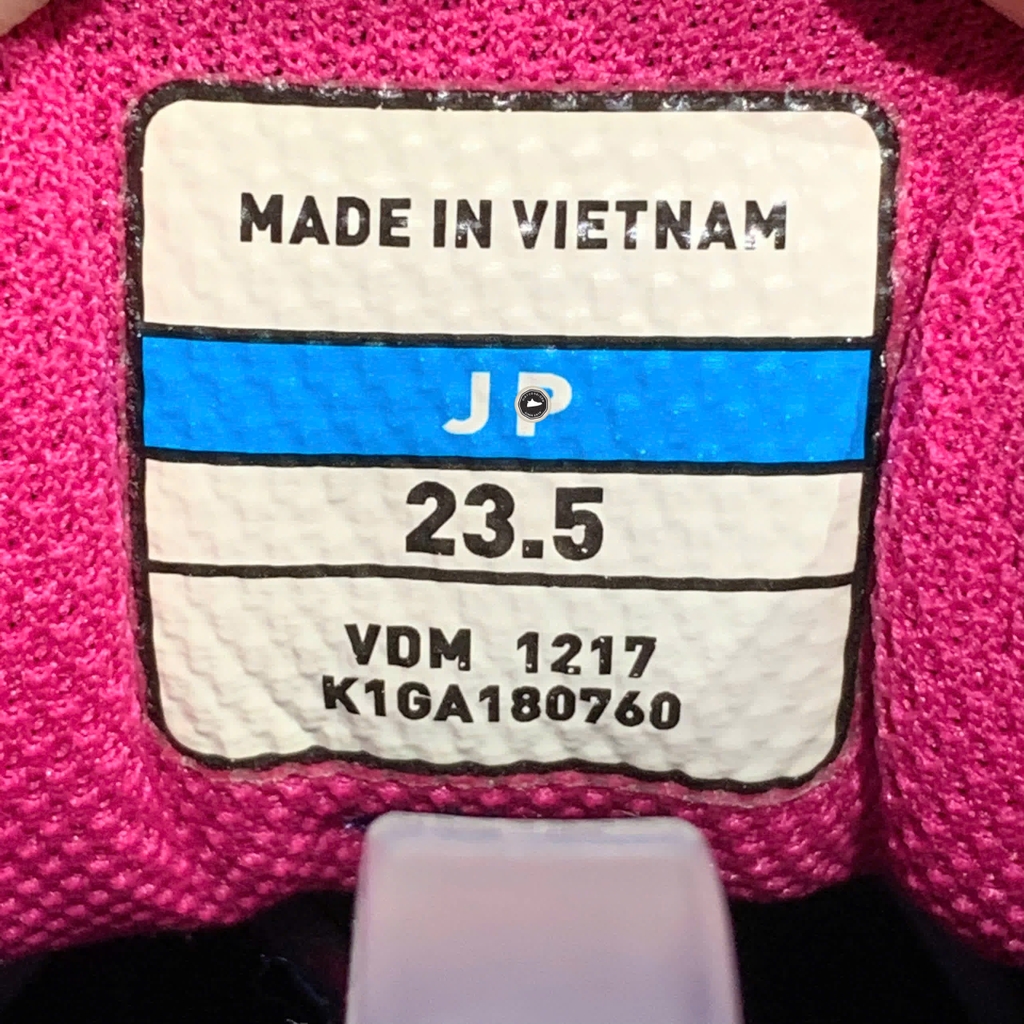 MADE IN VIETNAM
JP
23.5
VDM 1217
K1GA180760